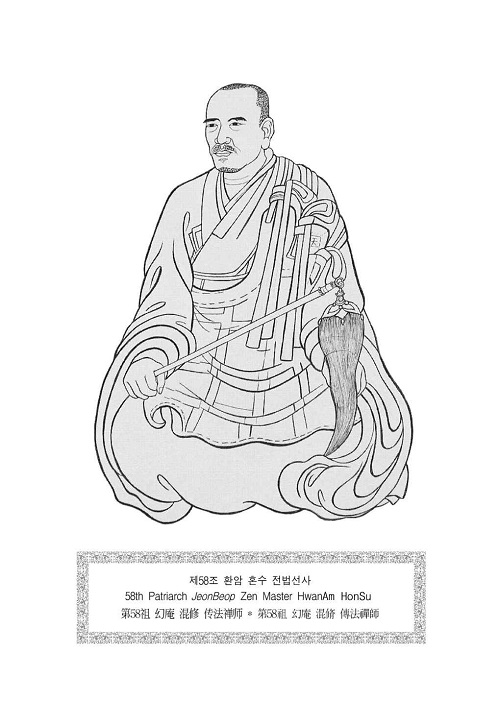 제58조 환암 혼수 전법선사
58th Patriarch JeonBeop Zen Master HwanAm HonSu
第58祖 幻庵 混修 传法禅师 * 第58祖 幻庵 混脩 傳法禪師